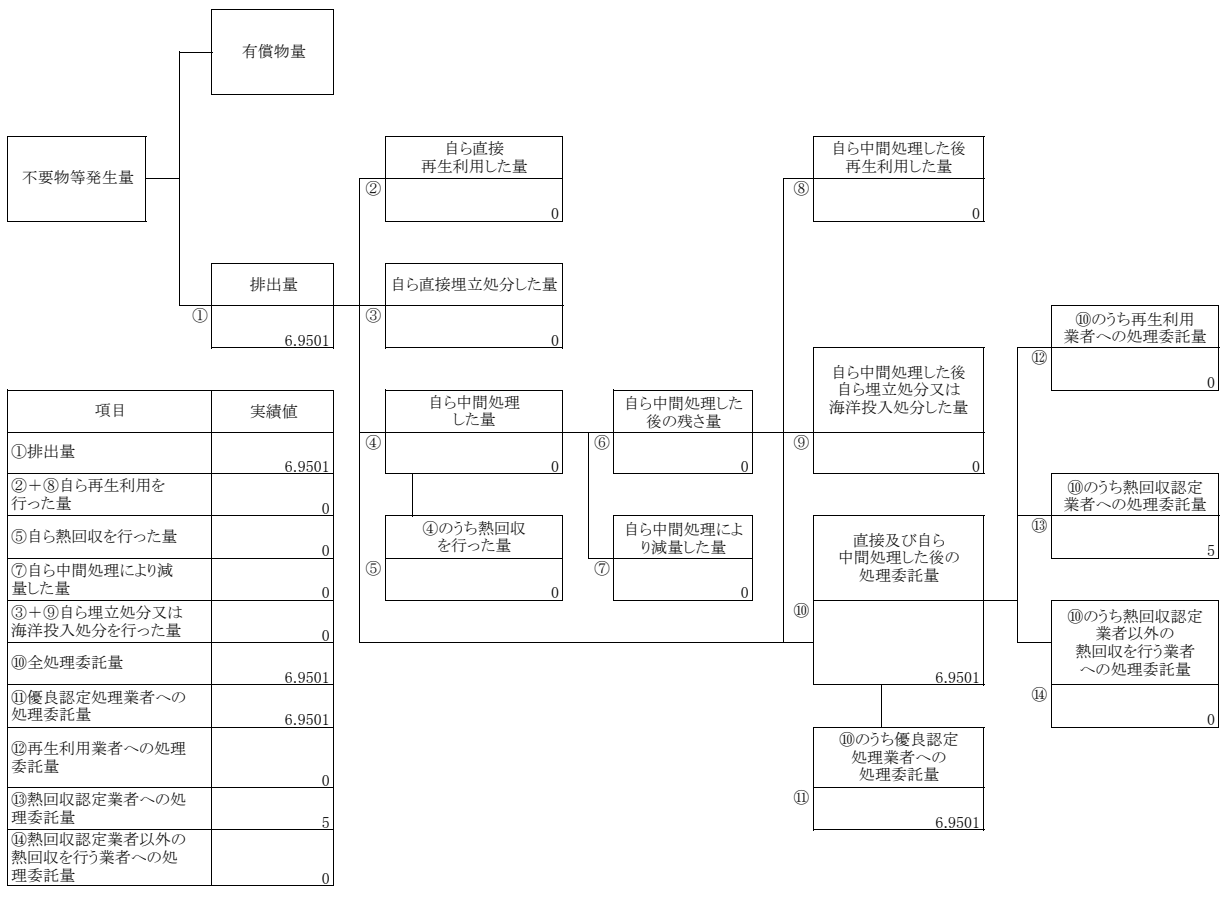 有償物量
不要物等発生量
自ら直接
再生利用した量
②
0
自ら中間処理した後
再生利用した量
⑧
0
排出量
①
6.9501
自ら直接埋立処分した量
③
0
⑩のうち再生利用
業者への処理委託量
⑫
0
自ら中間処理した後
自ら埋立処分又は
海洋投入処分した量
⑨
0
自ら中間処理
した量
④
0
自ら中間処理した
後の残さ量
⑥
0
⑩のうち熱回収認定
業者への処理委託量
⑬
5
④のうち熱回収
を行った量
⑤
0
自ら中間処理によ
り減量した量
⑦
0
直接及び自ら
中間処理した後の
処理委託量
⑩
6.9501
⑩のうち熱回収認定
業者以外の
熱回収を行う業者
への処理委託量
⑭
0
⑩のうち優良認定
処理業者への
処理委託量
⑪
6.9501
項目 実績値
①排出量
6.9501
②＋⑧自ら再生利用を
行った量
0
⑤自ら熱回収を行った量
0
⑦自ら中間処理により減
量した量
0
③＋⑨自ら埋立処分又は
海洋投入処分を行った量
0
⑩全処理委託量
6.9501
⑪優良認定処理業者への
処理委託量
6.9501
⑫再生利用業者への処理
委託量
0
⑬熱回収認定業者への処
理委託量
5
⑭熱回収認定業者以外の
熱回収を行う業者への処
理委託量
0